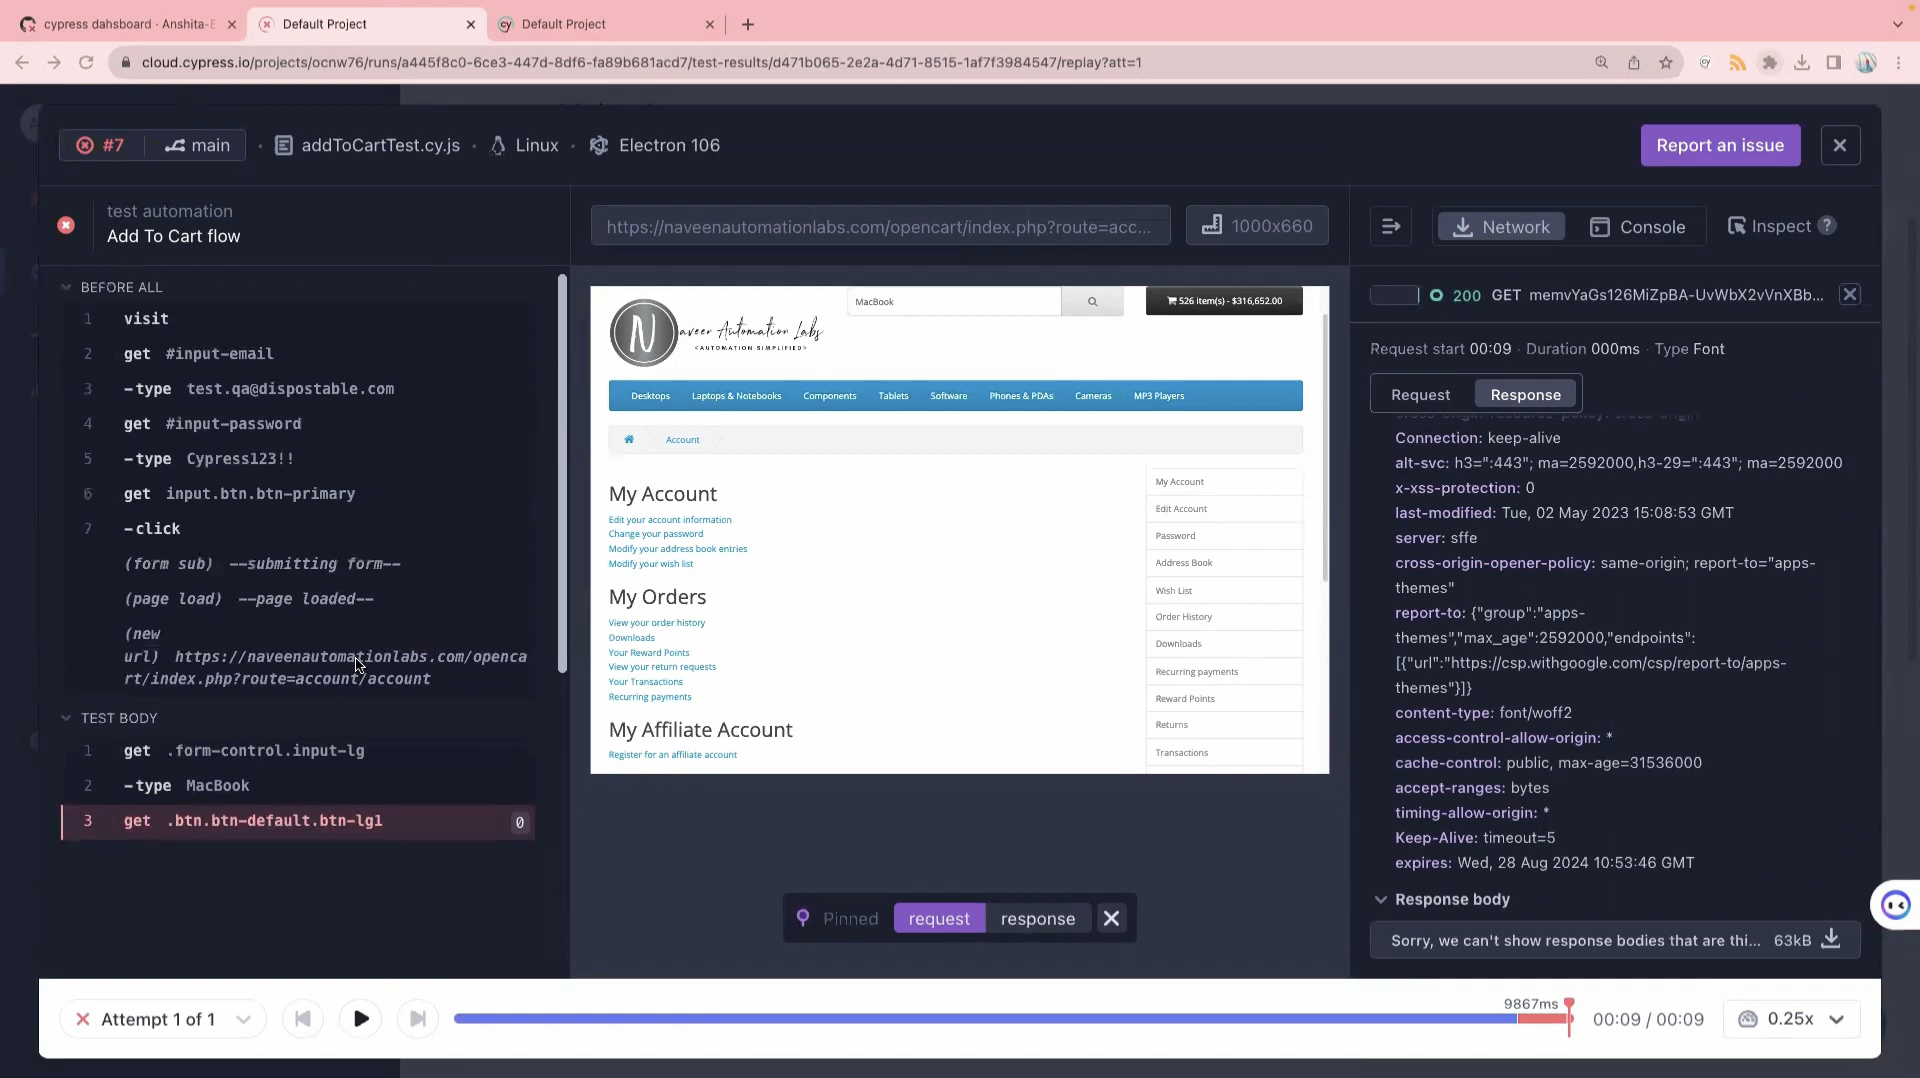 cypress dahsboard · Anshita-E
Default Project
Default Project
cloud.cypress.io/projects/ocnw76/runs/a445f8c0-6ce3-447d-8df6-fa89b681acd7/test-results/d471b065-2e2a-4d71-8515-1af7f3984547/replay?att=1
#7 main · addToCartTest.cy.js · Linux · Electron 106
Report an issue
test automation
Add To Cart flow
BEFORE ALL
1 visit
2 get #input-email
3 -type test.qa@dispostable.com
4 get #input-password
5 -type Cypress123!!
6 get input.btn.btn-primary
7 -click
(form sub) --submitting form--
(page load) --page loaded--
(new
url) https://naveenautomationlabs.com/openca
rt/index.php?route=account/account
TEST BODY
1 get .form-control.input-lg
2 -type MacBook
3 get .btn.btn-default.btn-lg1 0
https://naveenautomationlabs.com/opencart/index.php?route=acc...
1000x660
MacBook
526 item(s) - $316,652.00
N
Naveen Automation Labs
<AUTOMATION SIMPLIFIED>
Desktops Laptops & Notebooks Components Tablets Software Phones & PDAs Cameras MP3 Players
Account
My Account
Edit your account information
Change your password
Modify your address book entries
Modify your wish list
My Orders
View your order history
Downloads
Your Reward Points
View your return requests
Your Transactions
Recurring payments
My Affiliate Account
Register for an affiliate account
My Account
Edit Account
Password
Address Book
Wish List
Order History
Downloads
Recurring payments
Reward Points
Returns
Transactions
Pinned request response
Network
Console
Inspect ?
200 GET memvYaGs126MiZpBA-UvWbX2vVnXBb...
Request start 00:09 · Duration 000ms · Type Font
Request
Response
cross-origin-resource-policy: cross-origin
Connection: keep-alive
alt-svc: h3=":443"; ma=2592000,h3-29=":443"; ma=2592000
x-xss-protection: 0
last-modified: Tue, 02 May 2023 15:08:53 GMT
server: sffe
cross-origin-opener-policy: same-origin; report-to="apps-
themes"
report-to: {"group":"apps-
themes","max_age":2592000,"endpoints":
[{"url":"https://csp.withgoogle.com/csp/report-to/apps-
themes"}]}
content-type: font/woff2
access-control-allow-origin: *
cache-control: public, max-age=31536000
accept-ranges: bytes
timing-allow-origin: *
Keep-Alive: timeout=5
expires: Wed, 28 Aug 2024 10:53:46 GMT
Response body
Sorry, we can't show response bodies that are thi... 63kB
Attempt 1 of 1
9867ms
00:09 / 00:09
0.25x